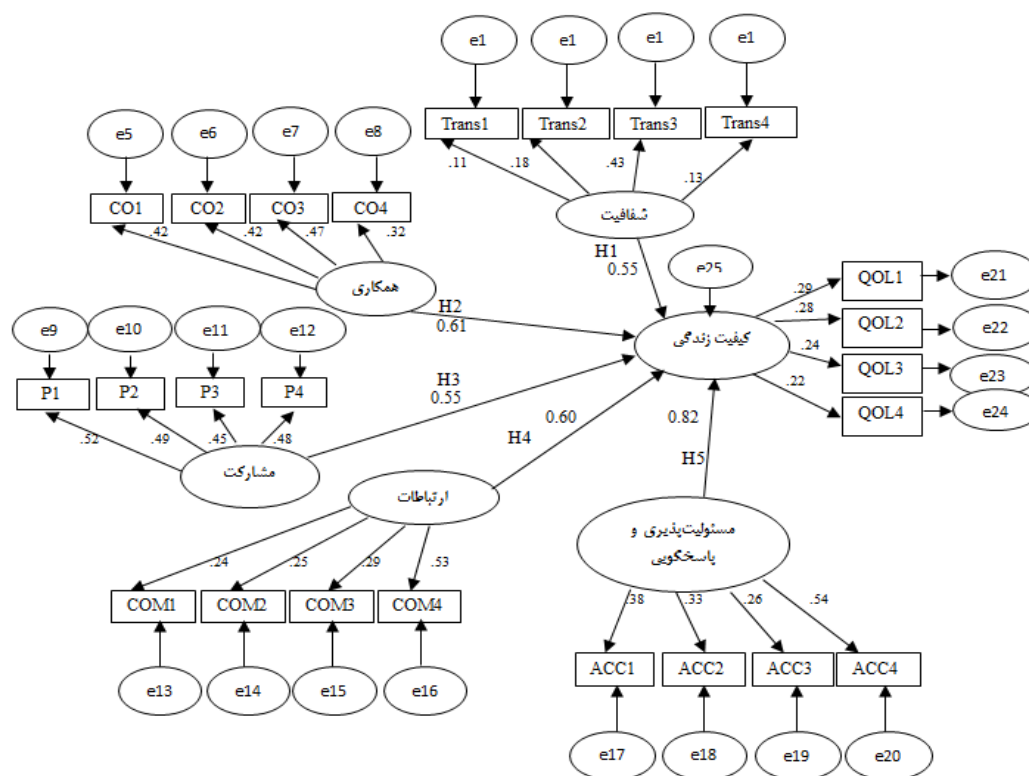 e1 e1 e1 e1
Trans1 Trans2 Trans3 Trans4
.11 .18 .43 .13
شفافیت
e5 e6 e7 e8
CO1 CO2 CO3 CO4
.42 .42 .47 .32
همکاری
H1
0.55
e25
H2
0.61
کیفیت زندگی
.29 QOL1 e21
.28 QOL2 e22
.24 QOL3 e23
.22 QOL4 e24
e9 e10 e11 e12
P1 P2 P3 P4
.52 .49 .45 .48
مشارکت
H3
0.55
H4
0.60
0.82
H5
ارتباطات
.24 .25 .29 .53
COM1 COM2 COM3 COM4
e13 e14 e15 e16
مسئولیت‌پذیری و
پاسخگویی
.38 .33 .26 .54
ACC1 ACC2 ACC3 ACC4
e17 e18 e19 e20